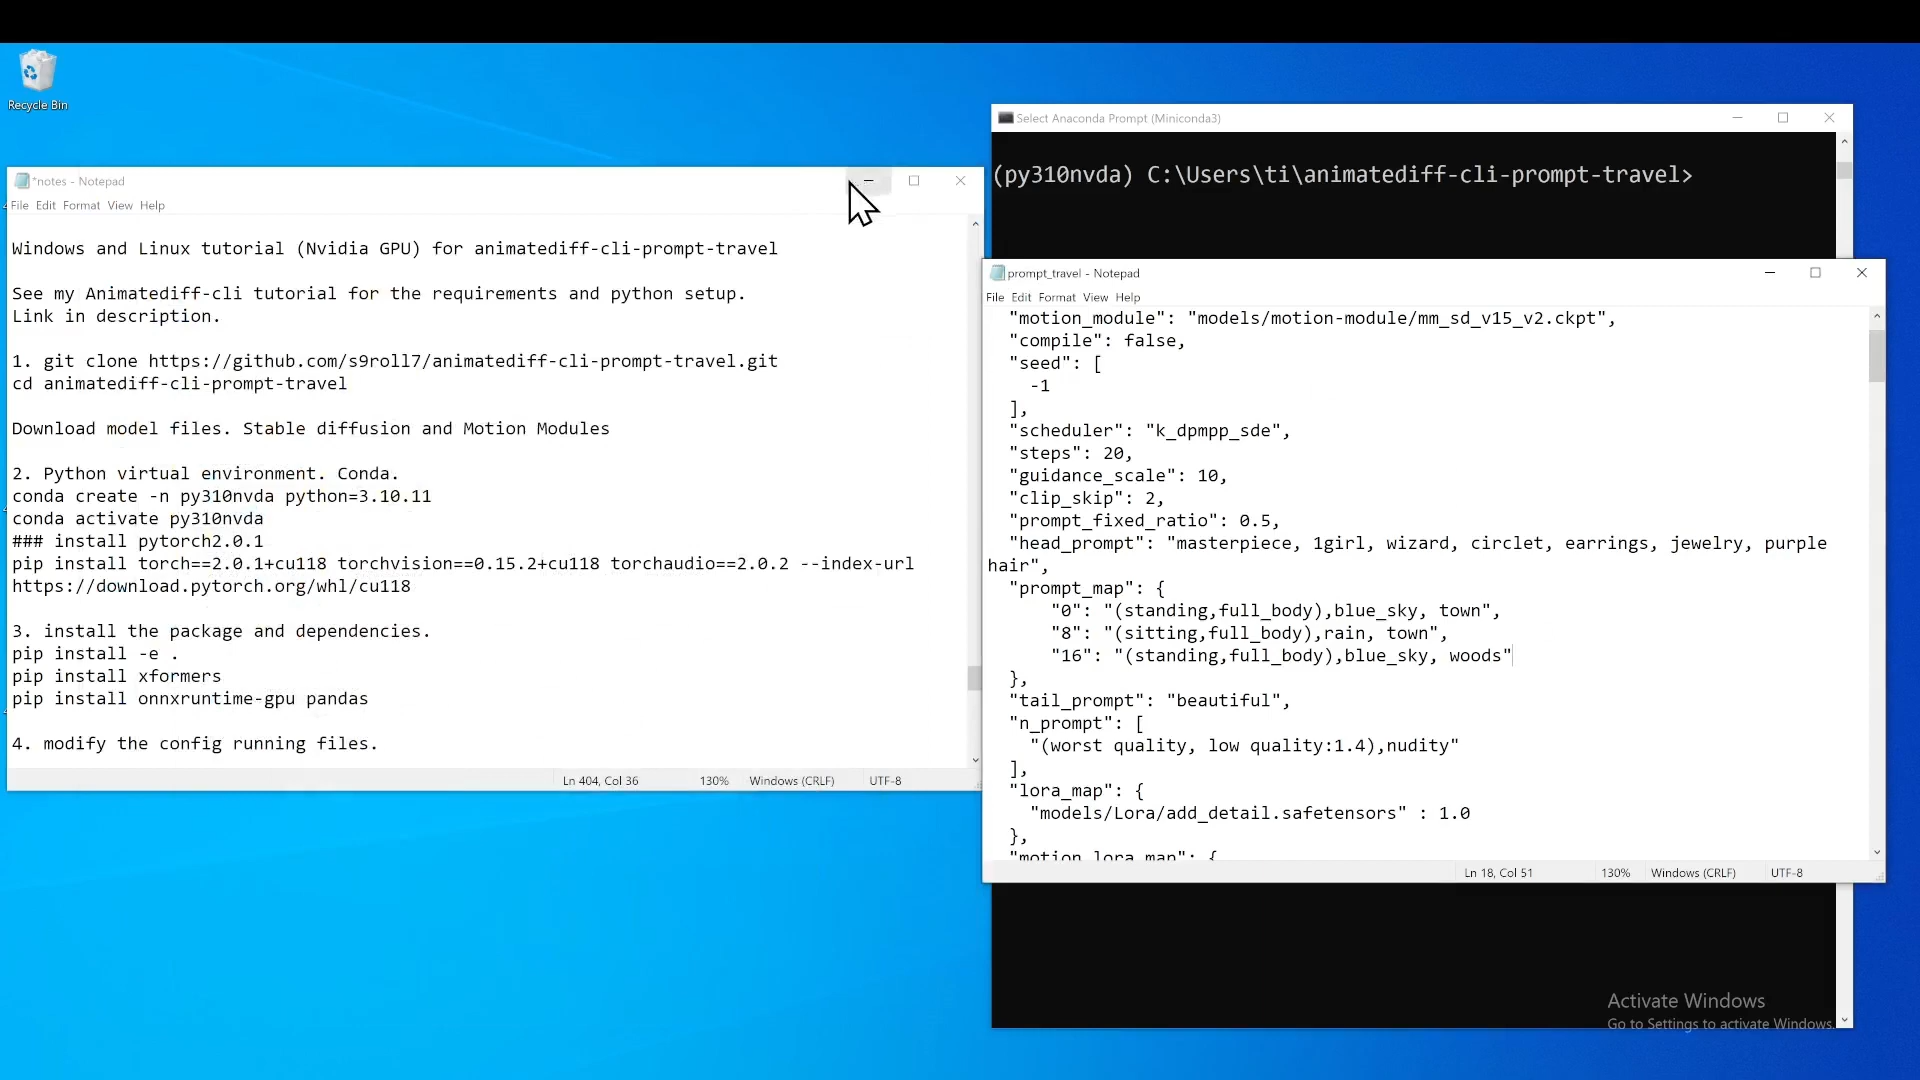 Recycle Bin
*notes - Notepad
File Edit Format View Help
Windows and Linux tutorial (Nvidia GPU) for animatediff-cli-prompt-travel
See my Animatediff-cli tutorial for the requirements and python setup.
Link in description.
1. git clone https://github.com/s9roll7/animatediff-cli-prompt-travel.git
cd animatediff-cli-prompt-travel
Download model files. Stable diffusion and Motion Modules
2. Python virtual environment. Conda.
conda create -n py310nvda python=3.10.11
conda activate py310nvda
### install pytorch2.0.1
pip install torch==2.0.1+cu118 torchvision==0.15.2+cu118 torchaudio==2.0.2 --index-url
https://download.pytorch.org/whl/cu118
3. install the package and dependencies.
pip install -e .
pip install xformers
pip install onnxruntime-gpu pandas
4. modify the config running files.
Ln 404, Col 36 130% Windows (CRLF) UTF-8
Select Anaconda Prompt (Miniconda3)
(py310nvda) C:\Users\ti\animatediff-cli-prompt-travel>
prompt_travel - Notepad
File Edit Format View Help
"motion_module": "models/motion-module/mm_sd_v15_v2.ckpt",
"compile": false,
"seed": [
-1
],
"scheduler": "k_dpmpp_sde",
"steps": 20,
"guidance_scale": 10,
"clip_skip": 2,
"prompt_fixed_ratio": 0.5,
"head_prompt": "masterpiece, 1girl, wizard, circlet, earrings, jewelry, purple
hair",
"prompt_map": {
"0": "(standing,full_body),blue_sky, town",
"8": "(sitting,full_body),rain, town",
"16": "(standing,full_body),blue_sky, woods"
},
"tail_prompt": "beautiful",
"n_prompt": [
"(worst quality, low quality:1.4),nudity"
],
"lora_map": {
"models/Lora/add_detail.safetensors" : 1.0
},
"motion_lora_map": {
Ln 18, Col 51 130% Windows (CRLF) UTF-8
Activate Windows
Go to Settings to activate Windows.